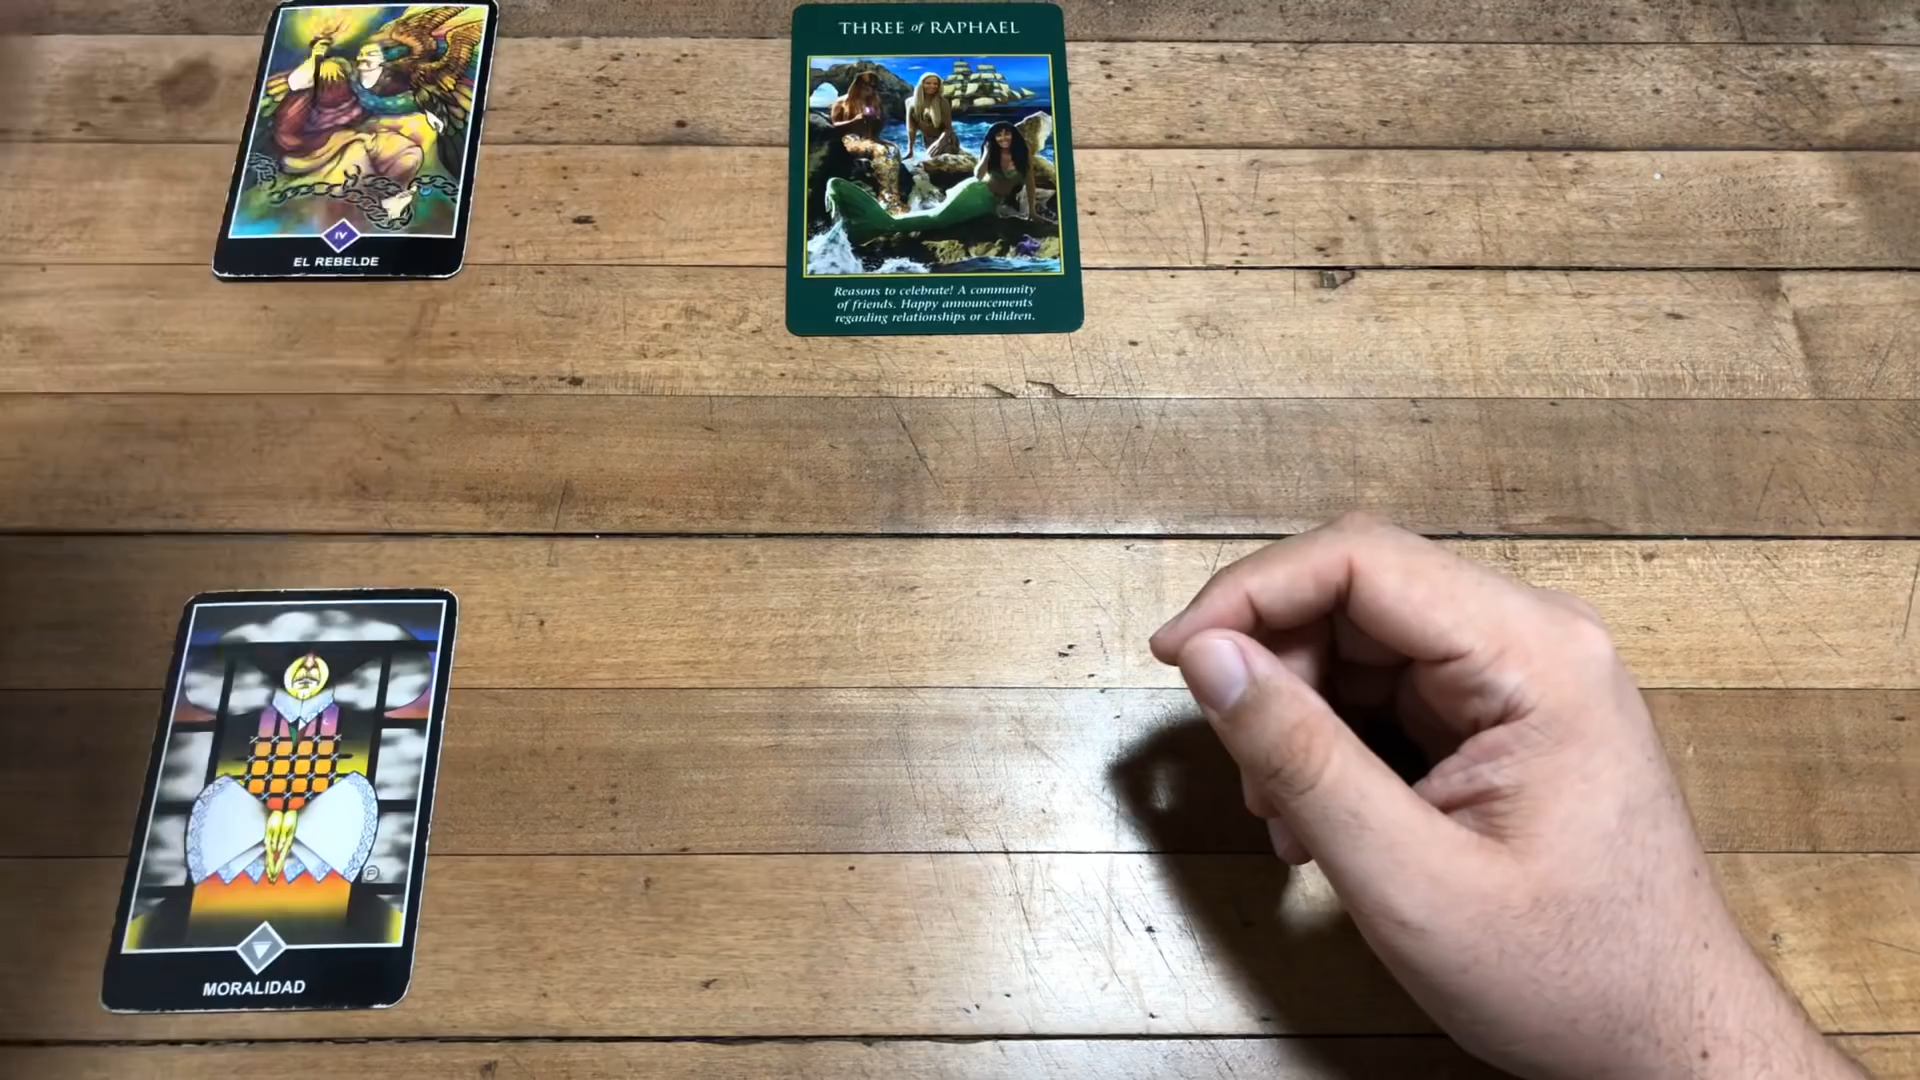 IV
EL REBELDE
THREE of RAPHAEL
Reasons to celebrate! A community
of friends. Happy announcements
regarding relationships or children.
MORALIDAD